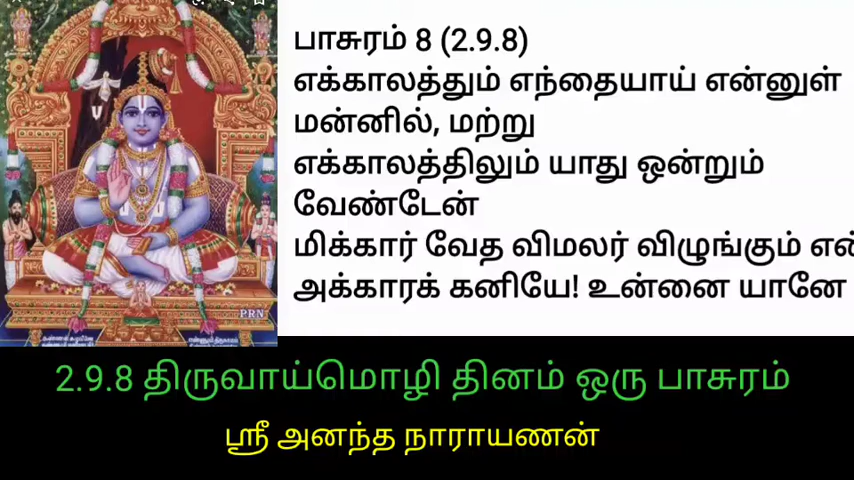 பாசுரம் 8 (2.9.8)
எக்காலத்தும் எந்தையாய் என்னுள்
மன்னில், மற்று
எக்காலத்திலும் யாது ஒன்றும்
வேண்டேன்
மிக்கார் வேத விமலர் விழுங்கும் என்
அக்காரக் கனியே! உன்னை யானே
PRN
2.9.8 திருவாய்மொழி தினம் ஒரு பாசுரம்
ஸ்ரீ அனந்த நாராயணன்